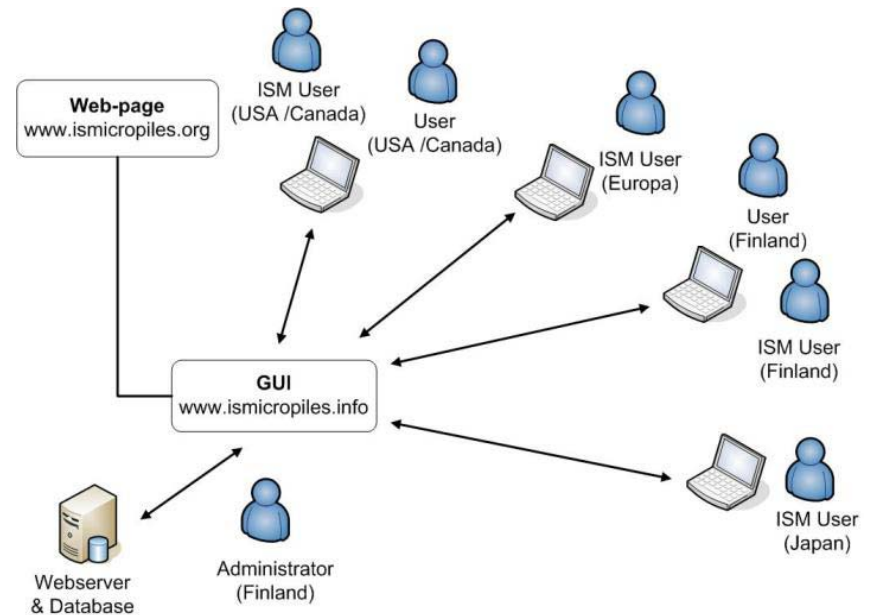 ISM User
(USA /Canada)
User
(USA /Canada)
Web-page
www.ismicropiles.org
ISM User
(Europa)
User
(Finland)
ISM User
(Finland)
GUI
www.ismicropiles.info
ISM User
(Japan)
Webserver
& Database
Administrator
(Finland)